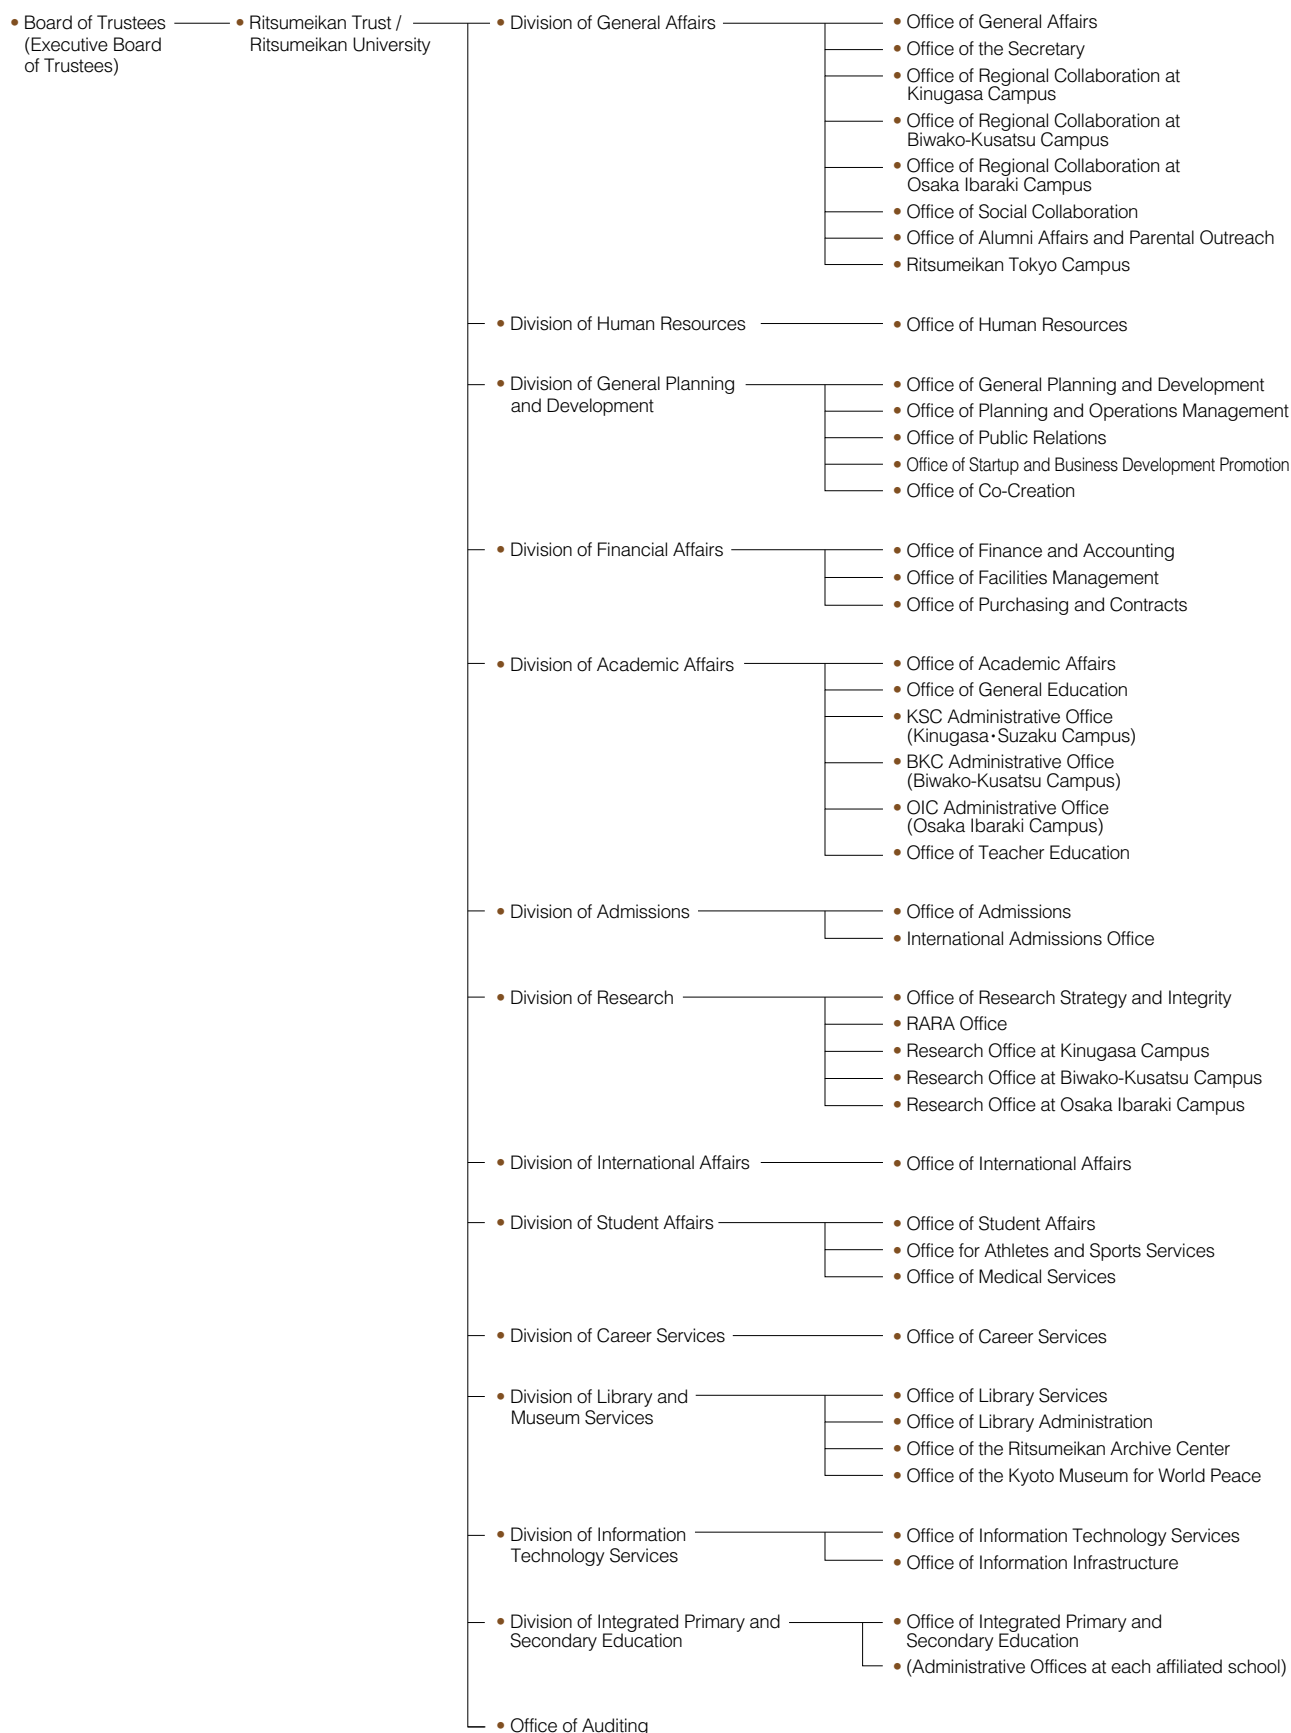 • Board of Trustees
(Executive Board
of Trustees)
• Ritsumeikan Trust /
Ritsumeikan University
• Division of General Affairs
• Office of General Affairs
• Office of the Secretary
• Office of Regional Collaboration at
Kinugasa Campus
• Office of Regional Collaboration at
Biwako-Kusatsu Campus
• Office of Regional Collaboration at
Osaka Ibaraki Campus
• Office of Social Collaboration
• Office of Alumni Affairs and Parental Outreach
• Ritsumeikan Tokyo Campus
• Division of Human Resources
• Office of Human Resources
• Division of General Planning
and Development
• Office of General Planning and Development
• Office of Planning and Operations Management
• Office of Public Relations
• Office of Startup and Business Development Promotion
• Office of Co-Creation
• Division of Financial Affairs
• Office of Finance and Accounting
• Office of Facilities Management
• Office of Purchasing and Contracts
• Division of Academic Affairs
• Office of Academic Affairs
• Office of General Education
• KSC Administrative Office
(Kinugasa・Suzaku Campus)
• BKC Administrative Office
(Biwako-Kusatsu Campus)
• OIC Administrative Office
(Osaka Ibaraki Campus)
• Office of Teacher Education
• Division of Admissions
• Office of Admissions
• International Admissions Office
• Division of Research
• Office of Research Strategy and Integrity
• RARA Office
• Research Office at Kinugasa Campus
• Research Office at Biwako-Kusatsu Campus
• Research Office at Osaka Ibaraki Campus
• Division of International Affairs
• Office of International Affairs
• Division of Student Affairs
• Office of Student Affairs
• Office for Athletes and Sports Services
• Office of Medical Services
• Division of Career Services
• Office of Career Services
• Division of Library and
Museum Services
• Office of Library Services
• Office of Library Administration
• Office of the Ritsumeikan Archive Center
• Office of the Kyoto Museum for World Peace
• Division of Information
Technology Services
• Office of Information Technology Services
• Office of Information Infrastructure
• Division of Integrated Primary and
Secondary Education
• Office of Integrated Primary and
Secondary Education
• (Administrative Offices at each affiliated school)
• Office of Auditing